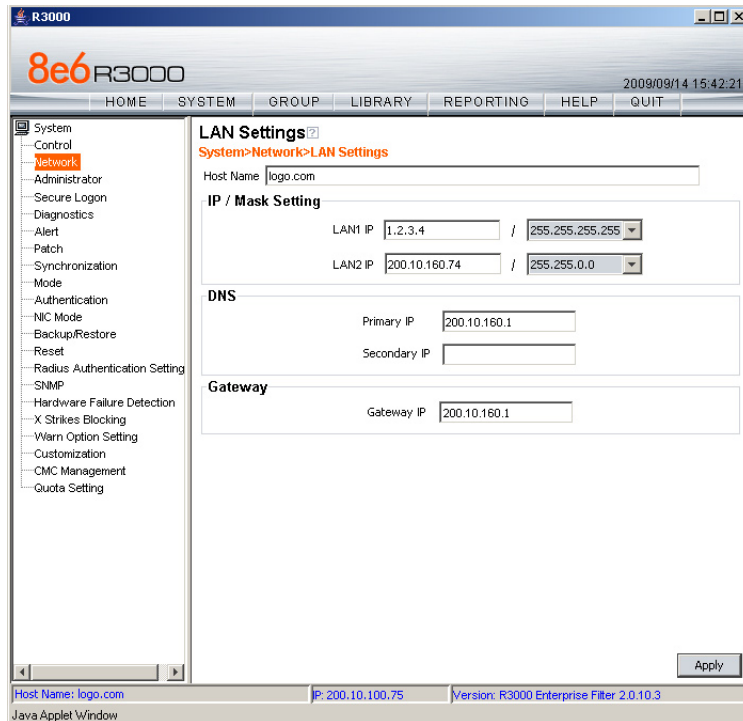 R3000
8e6 R3000
2009/09/14 15:42:21
HOME SYSTEM GROUP LIBRARY REPORTING HELP QUIT
System
Control
Network
Administrator
Secure Logon
Diagnostics
Alert
Patch
Synchronization
Mode
Authentication
NIC Mode
Backup/Restore
Reset
Radius Authentication Setting
SNMP
Hardware Failure Detection
X Strikes Blocking
Warn Option Setting
Customization
CMC Management
Quota Setting
LAN Settings ?
System>Network>LAN Settings
Host Name logo.com
IP / Mask Setting
LAN1 IP 1.2.3.4 / 255.255.255.255
LAN2 IP 200.10.160.74 / 255.255.0.0
DNS
Primary IP 200.10.160.1
Secondary IP
Gateway
Gateway IP 200.10.160.1
Apply
Host Name: logo.com IP: 200.10.100.75 Version: R3000 Enterprise Filter 2.0.10.3
Java Applet Window